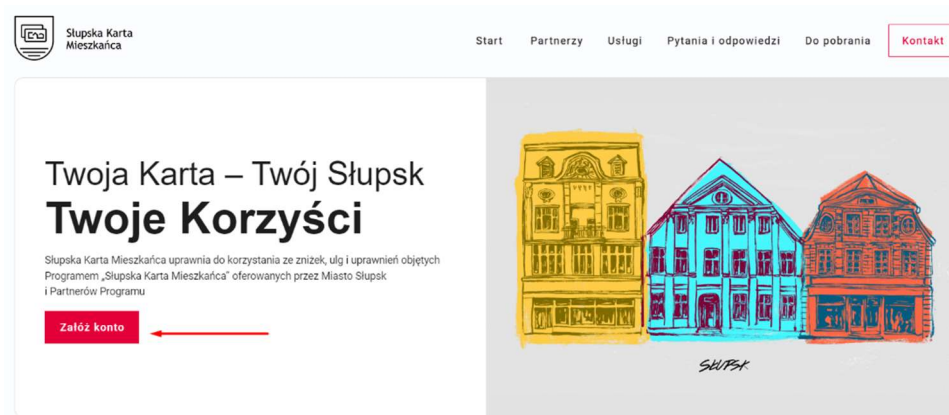 Słupska Karta
Mieszkańca
Start Partnerzy Usługi Pytania i odpowiedzi Do pobrania Kontakt
Twoja Karta – Twój Słupsk
Twoje Korzyści
Słupska Karta Mieszkańca uprawnia do korzystania ze zniżek, ulg i uprawnień objętych
Programem „Słupska Karta Mieszkańca” oferowanych przez Miasto Słupsk
i Partnerów Programu
Załóż konto
SŁUPSK